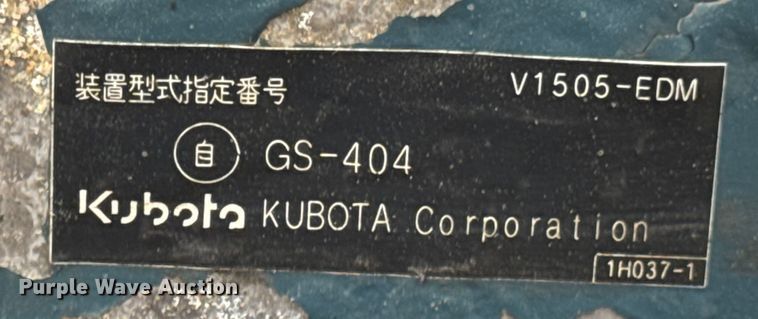 装置型式指定番号 V1505-EDM
自 GS-404
Kubota KUBOTA Corporation
1H037-1
Purple Wave Auction